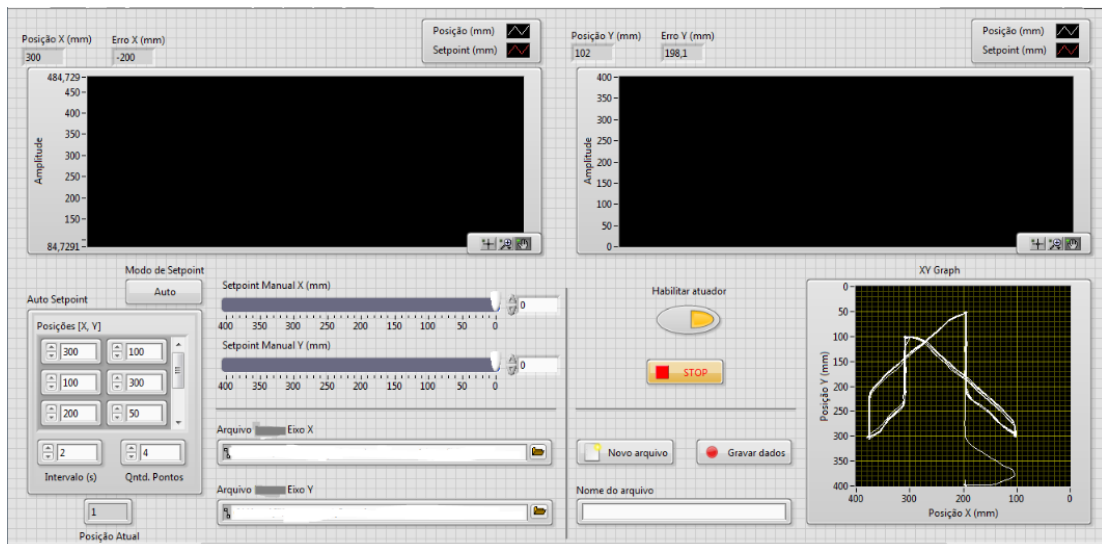 Posição X (mm) Erro X (mm)
300 -200
Posição (mm)
Setpoint (mm)
484,729
450
400
350
300
250
200
150
84,7291
Amplitude
Posição Y (mm) Erro Y (mm)
102 198,1
Posição (mm)
Setpoint (mm)
400
350
300
250
200
150
100
50
0
Amplitude
Modo de Setpoint
Auto
Auto Setpoint
Posições [X, Y]
300 100
100 300
200 50
2 4
Intervalo (s) Qntd. Pontos
1
Posição Atual
Setpoint Manual X (mm)
0
400 350 300 250 200 150 100 50 0
Setpoint Manual Y (mm)
0
400 350 300 250 200 150 100 50 0
Arquivo Eixo X
Arquivo Eixo Y
Habilitar atuador
STOP
Novo arquivo Gravar dados
Nome do arquivo
XY Graph
0
50
100
150
200
250
300
350
400
Posição Y (mm)
400 300 200 100 0
Posição X (mm)